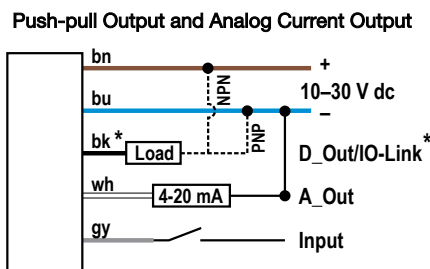 Push-pull Output and Analog Current Output
bn
+
NPN
10–30 V dc
bu
–
bk*
Load
PNP
D_Out/IO-Link*
wh
4-20 mA
A_Out
gy
Input